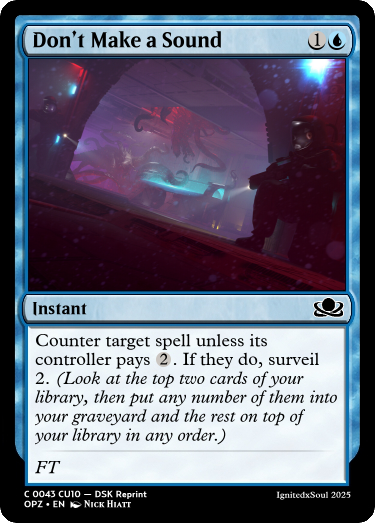 Don't Make a Sound 1
Instant
Counter target spell unless its
controller pays 2. If they do, surveil
2. (Look at the top two cards of your
library, then put any number of them into
your graveyard and the rest on top of
your library in any order.)
FT
C 0043 CU10 — DSK Reprint
OPZ • EN Nick Hiatt
IgnitedxSoul 2025